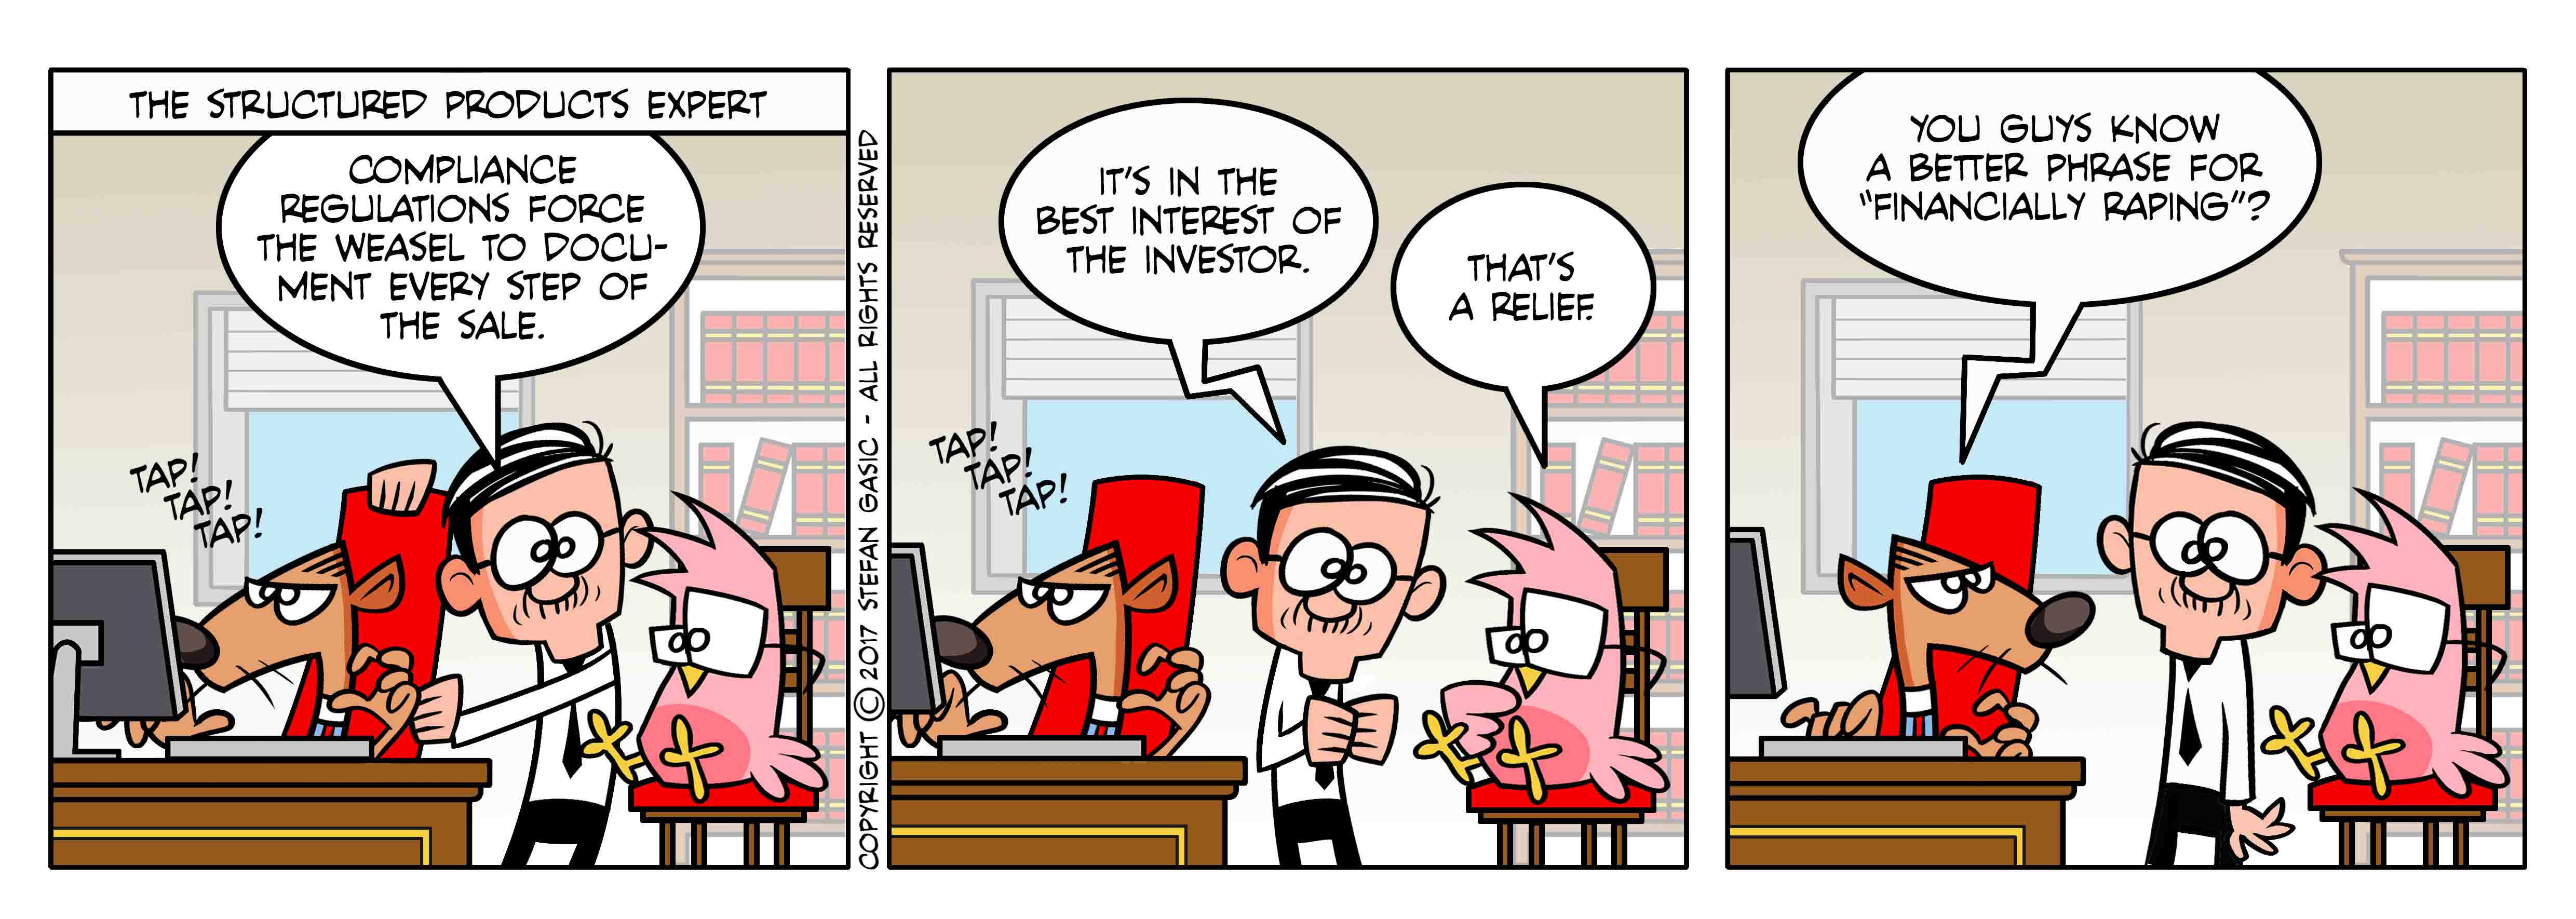 THE STRUCTURED PRODUCTS EXPERT
COMPLIANCE
REGULATIONS FORCE
THE WEASEL TO DOCU-
MENT EVERY STEP OF
THE SALE.
TAP!
TAP!
TAP!
COPYRIGHT © 2017 STEFAN GASIC - ALL RIGHTS RESERVED
IT'S IN THE
BEST INTEREST OF
THE INVESTOR.
THAT'S
A RELIEF.
TAP!
TAP!
TAP!
YOU GUYS KNOW
A BETTER PHRASE FOR
"FINANCIALLY RAPING"?